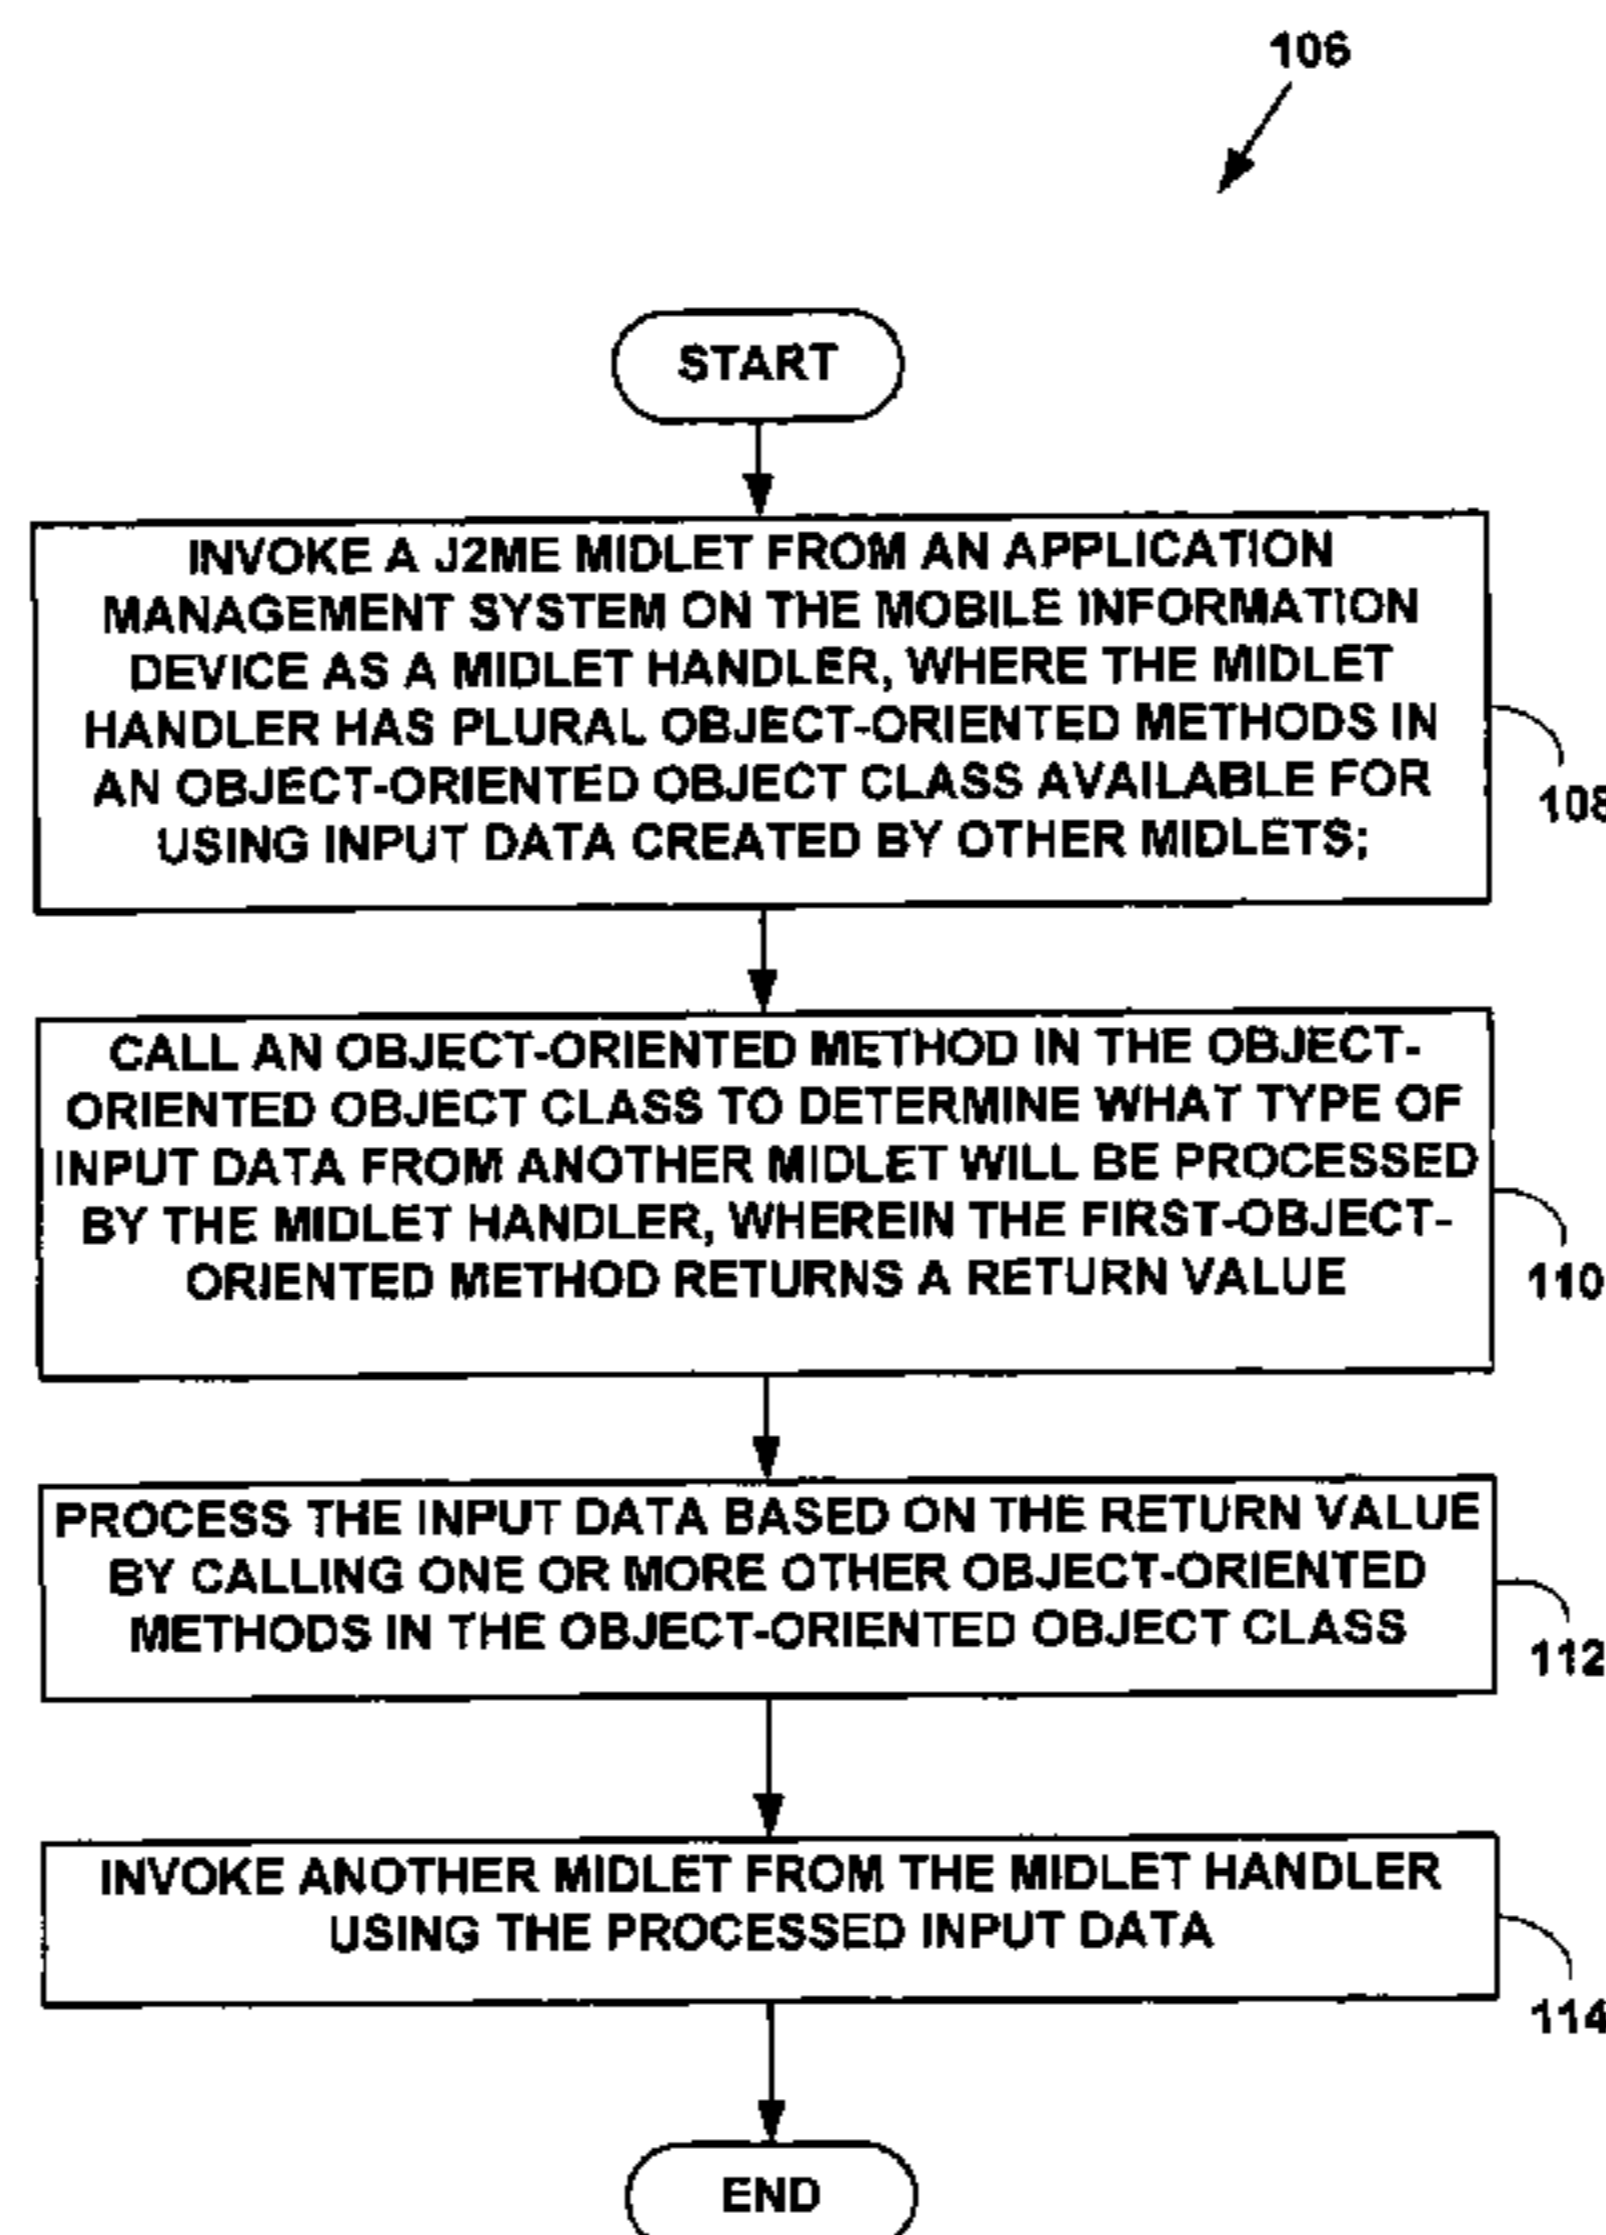 106
START
INVOKE A J2ME MIDLET FROM AN APPLICATION
MANAGEMENT SYSTEM ON THE MOBILE INFORMATION
DEVICE AS A MIDLET HANDLER, WHERE THE MIDLET
HANDLER HAS PLURAL OBJECT-ORIENTED METHODS IN
AN OBJECT-ORIENTED OBJECT CLASS AVAILABLE FOR
USING INPUT DATA CREATED BY OTHER MIDLETS;
108
CALL AN OBJECT-ORIENTED METHOD IN THE OBJECT-
ORIENTED OBJECT CLASS TO DETERMINE WHAT TYPE OF
INPUT DATA FROM ANOTHER MIDLET WILL BE PROCESSED
BY THE MIDLET HANDLER, WHEREIN THE FIRST-OBJECT-
ORIENTED METHOD RETURNS A RETURN VALUE
110
PROCESS THE INPUT DATA BASED ON THE RETURN VALUE
BY CALLING ONE OR MORE OTHER OBJECT-ORIENTED
METHODS IN THE OBJECT-ORIENTED OBJECT CLASS
112
INVOKE ANOTHER MIDLET FROM THE MIDLET HANDLER
USING THE PROCESSED INPUT DATA
114
END